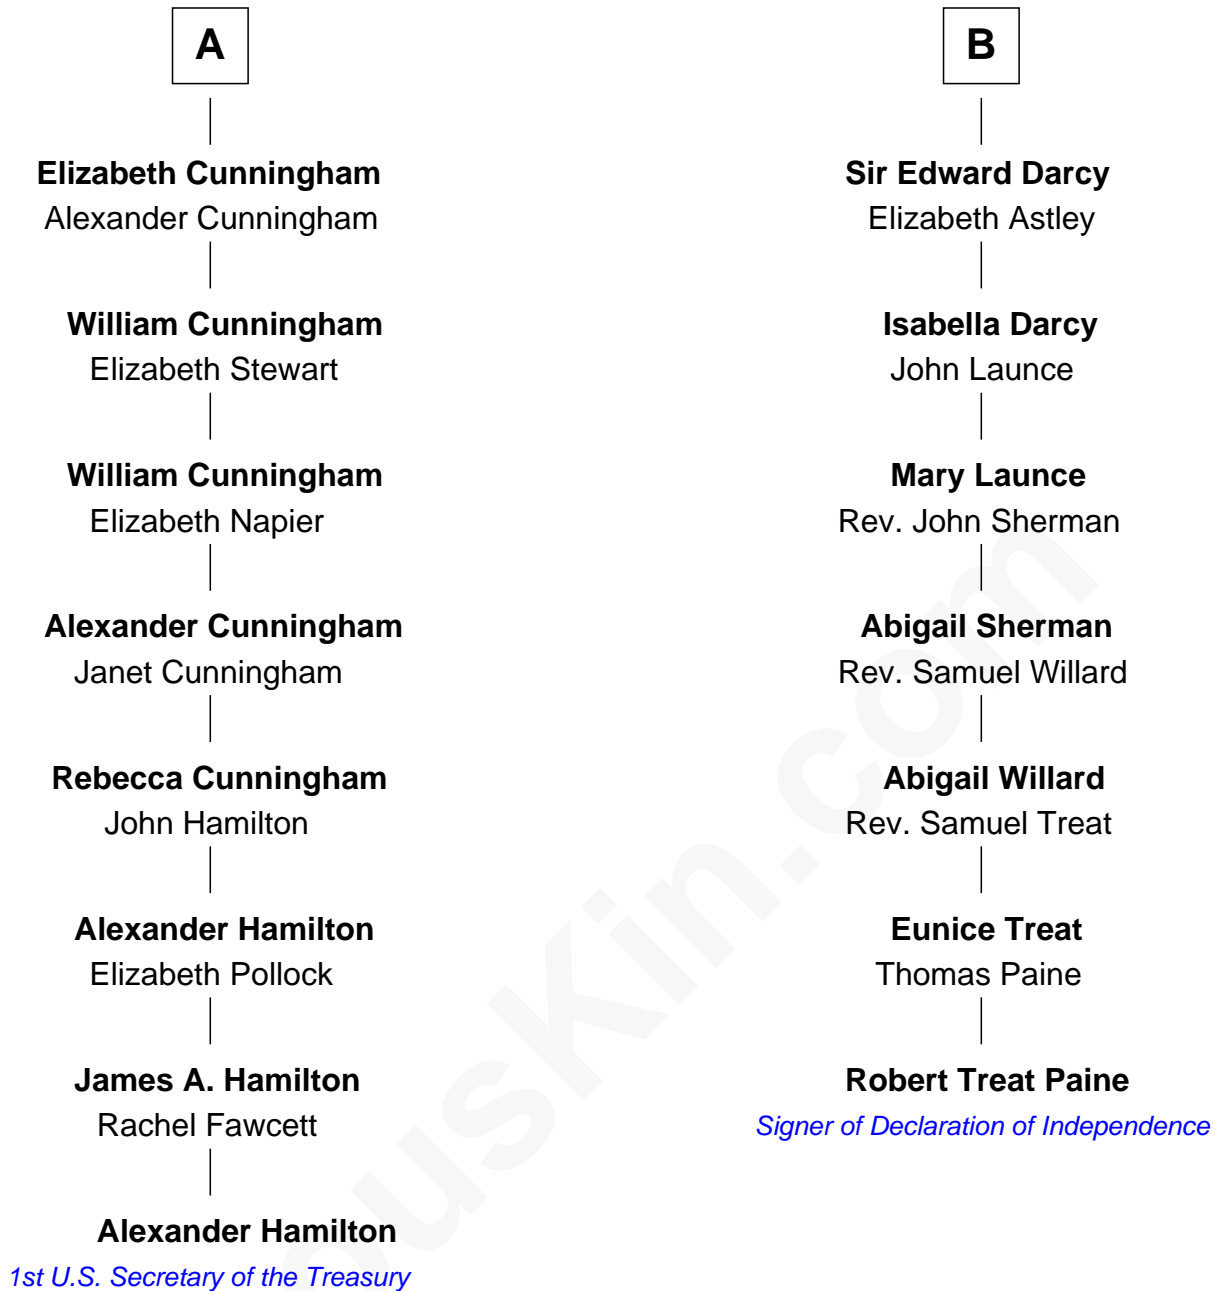 A
Elizabeth Cunningham
Alexander Cunningham
William Cunningham
Elizabeth Stewart
William Cunningham
Elizabeth Napier
Alexander Cunningham
Janet Cunningham
Rebecca Cunningham
John Hamilton
Alexander Hamilton
Elizabeth Pollock
James A. Hamilton
Rachel Fawcett
Alexander Hamilton
1st U.S. Secretary of the Treasury
B
Sir Edward Darcy
Elizabeth Astley
Isabella Darcy
John Launce
Mary Launce
Rev. John Sherman
Abigail Sherman
Rev. Samuel Willard
Abigail Willard
Rev. Samuel Treat
Eunice Treat
Thomas Paine
Robert Treat Paine
Signer of Declaration of Independence
ousKin.com